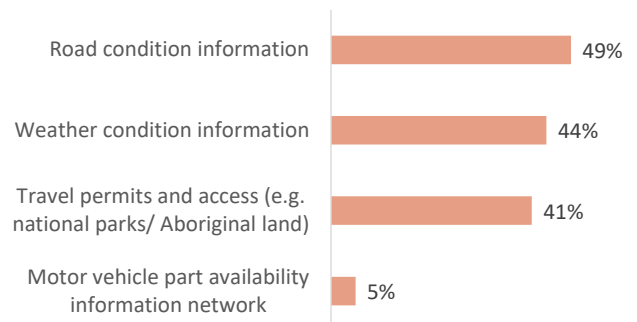 Road condition information
49%
Weather condition information
44%
Travel permits and access (e.g.
national parks/ Aboriginal land)
41%
Motor vehicle part availability
information network
5%